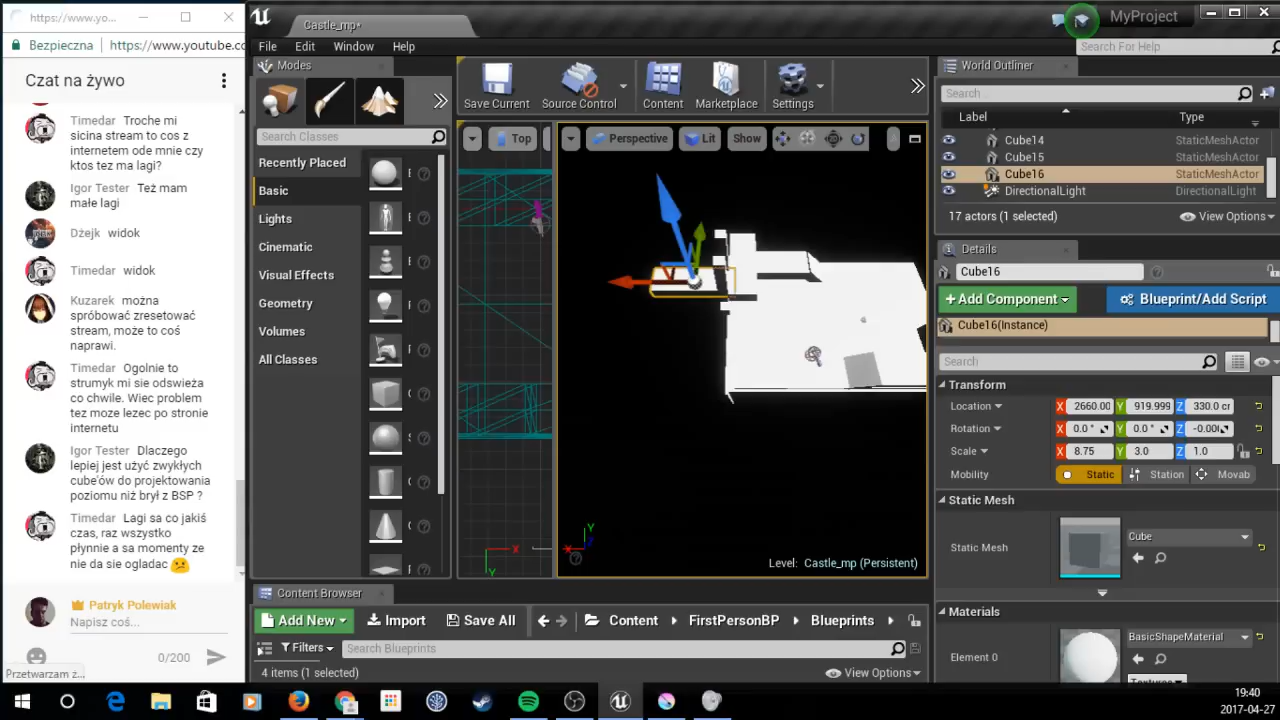 https://www.yo...
Bezpieczna
https://www.youtube.c
Czat na żywo
Timedar Troche mi
sicina stream to cos z
internetem ode mnie czy
ktos tez ma lagi?
Igor Tester Też mam
małe lagi
Dżejk widok
Timedar widok
Kuzarek można
spróbować zresetować
stream, może to coś
naprawi.
Timedar Ogolnie to
strumyk mi sie odswieża
co chwile. Wiec problem
tez moze lezec po stronie
internetu
Igor Tester Dlaczego
lepiej jest użyć zwykłych
cube'ów do projektowania
poziomu niż brył z BSP ?
Timedar Lagi sa co jakiś
czas, raz wszystko
płynnie a sa momenty ze
nie da sie ogladac
Patryk Polewiak
Napisz coś...
0/200
Przetwarzam ż...
Castle_mp*
MyProject
File Edit Window Help
Search For Help
Modes
Search Classes
Recently Placed
Basic
Lights
Cinematic
Visual Effects
Geometry
Volumes
All Classes
Save Current
Source Control
Content
Marketplace
Settings
Top
Perspective
Lit
Show
X
Y
Y
X
Level: Castle_mp (Persistent)
World Outliner
Search...
Label
Type
Cube14 StaticMeshActor
Cube15 StaticMeshActor
Cube16 StaticMeshActor
DirectionalLight DirectionalLight
17 actors (1 selected)
View Options
Details
Cube16
+Add Component
Blueprint/Add Script
Cube16(Instance)
Search
Transform
Location X 2660.00 Y 919.999 Z 330.0 cr
Rotation X 0.0 ° Y 0.0 ° Z -0.00
Scale X 8.75 Y 3.0 Z 1.0
Mobility Static Station Movab
Static Mesh
Static Mesh
Cube
Materials
Element 0
BasicShapeMaterial
Textures
Content Browser
Add New
Import
Save All
Content
FirstPersonBP
Blueprints
Filters
Search Blueprints
4 items (1 selected)
View Options
19:40
2017-04-27